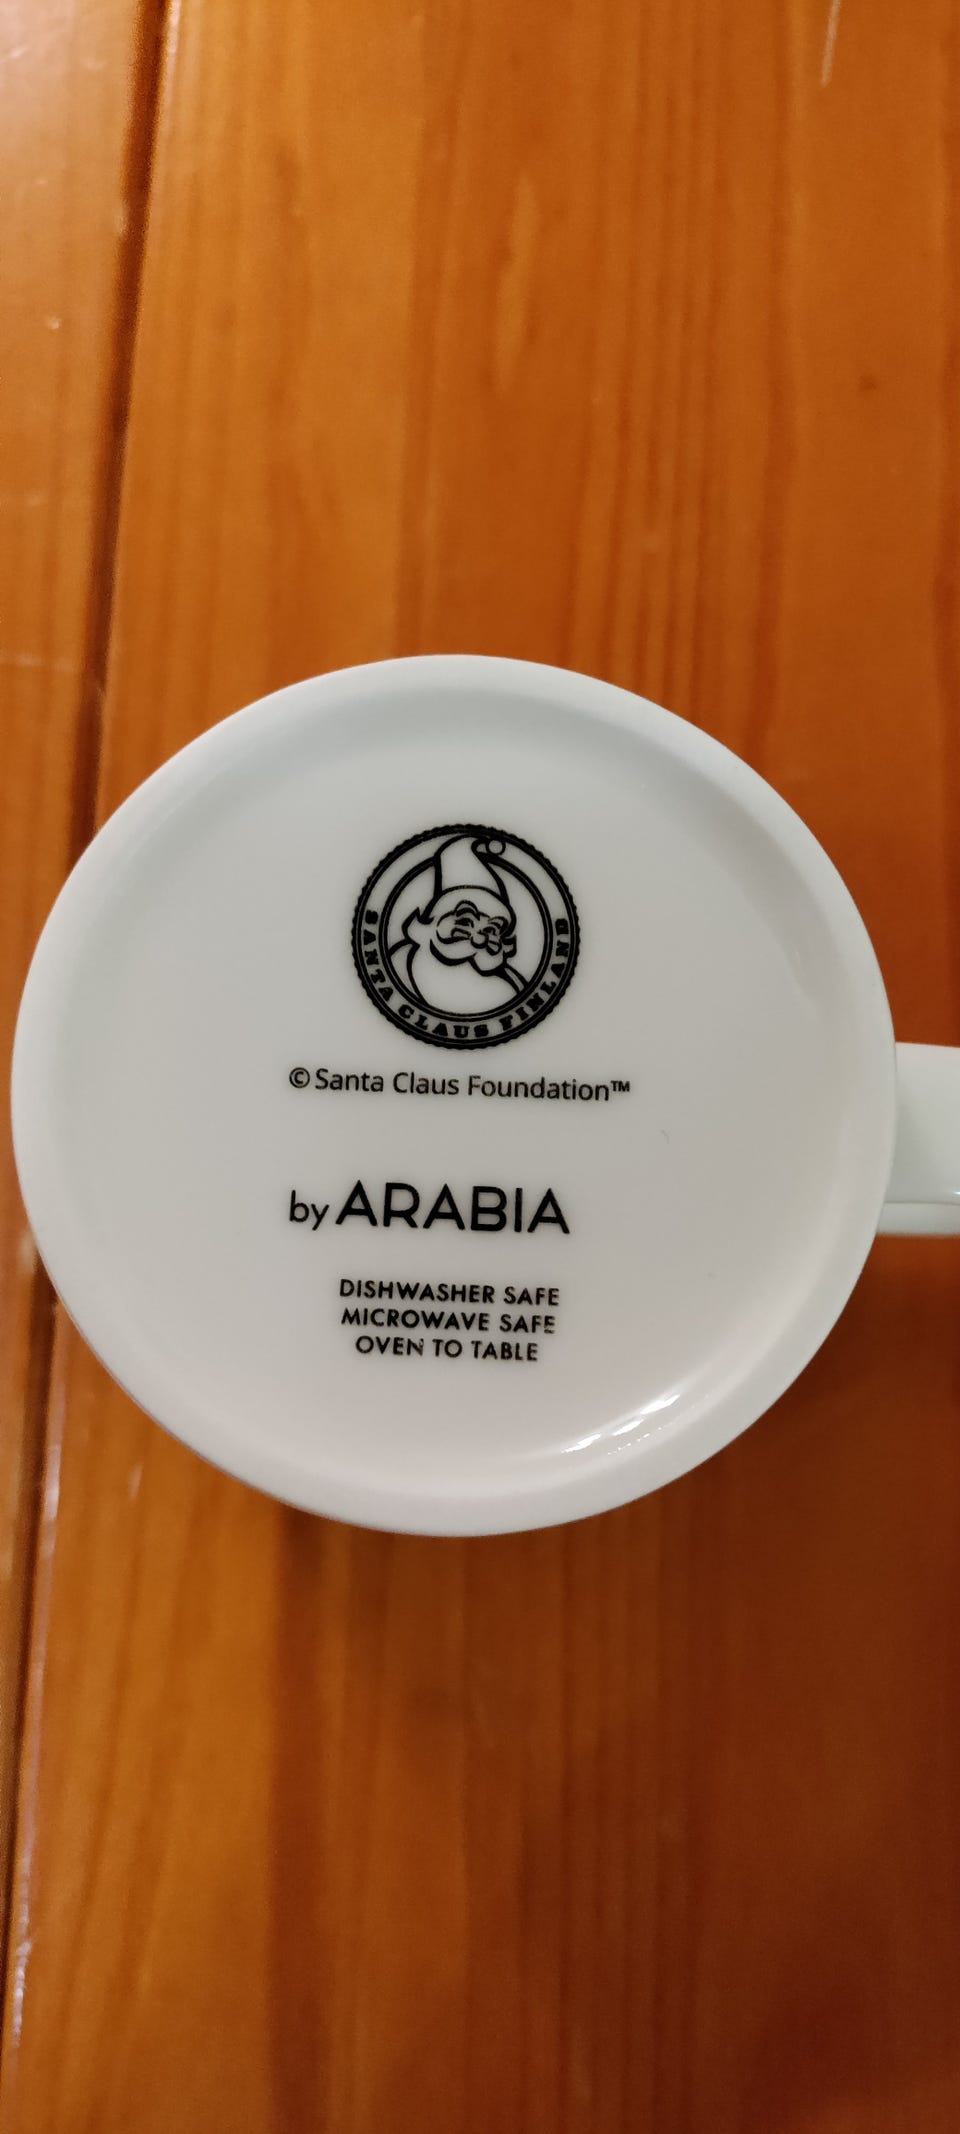 SANTA CLAUS FINLAND
© Santa Claus Foundation™
by ARABIA
DISHWASHER SAFE
MICROWAVE SAFE
OVEN TO TABLE